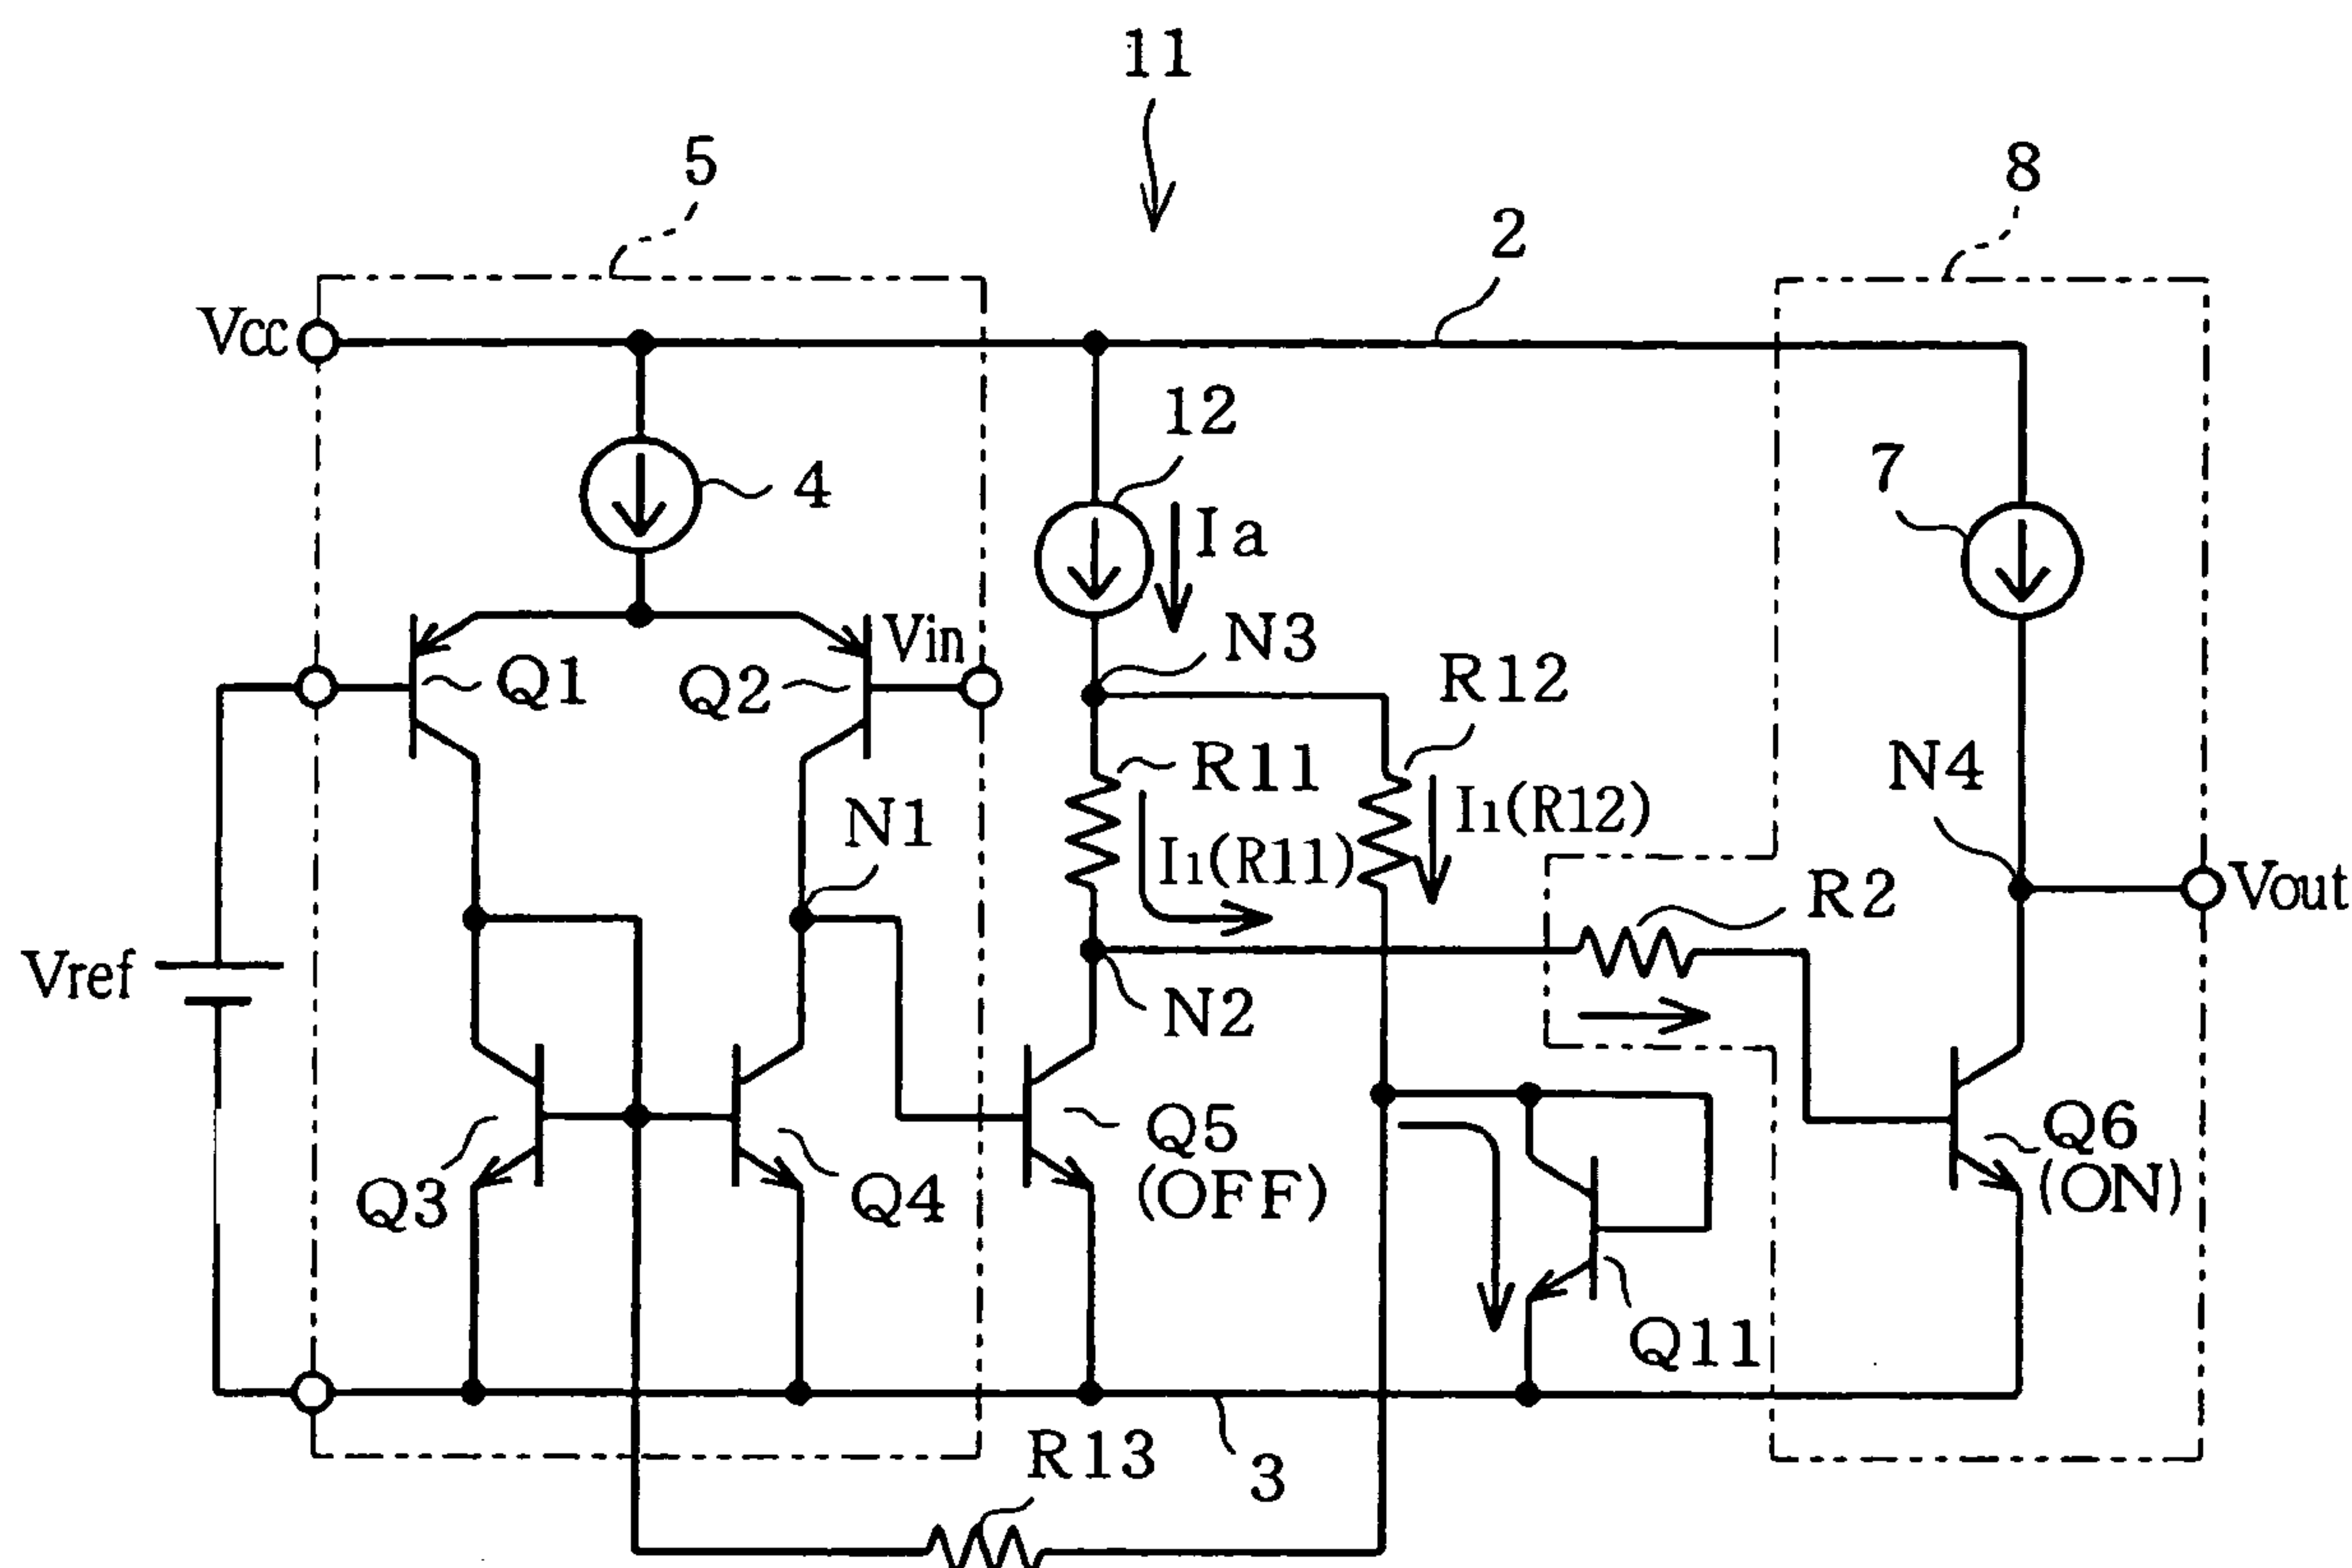 11
5
8
2
Vcc
12
4
7
Ia
Vin
N3
Q1
Q2
R12
R11
N4
N1
I1(R12)
I1(R11)
R2
Vout
Vref
N2
Q5
(OFF)
Q6
(ON)
Q3
Q4
Q11
R13
3